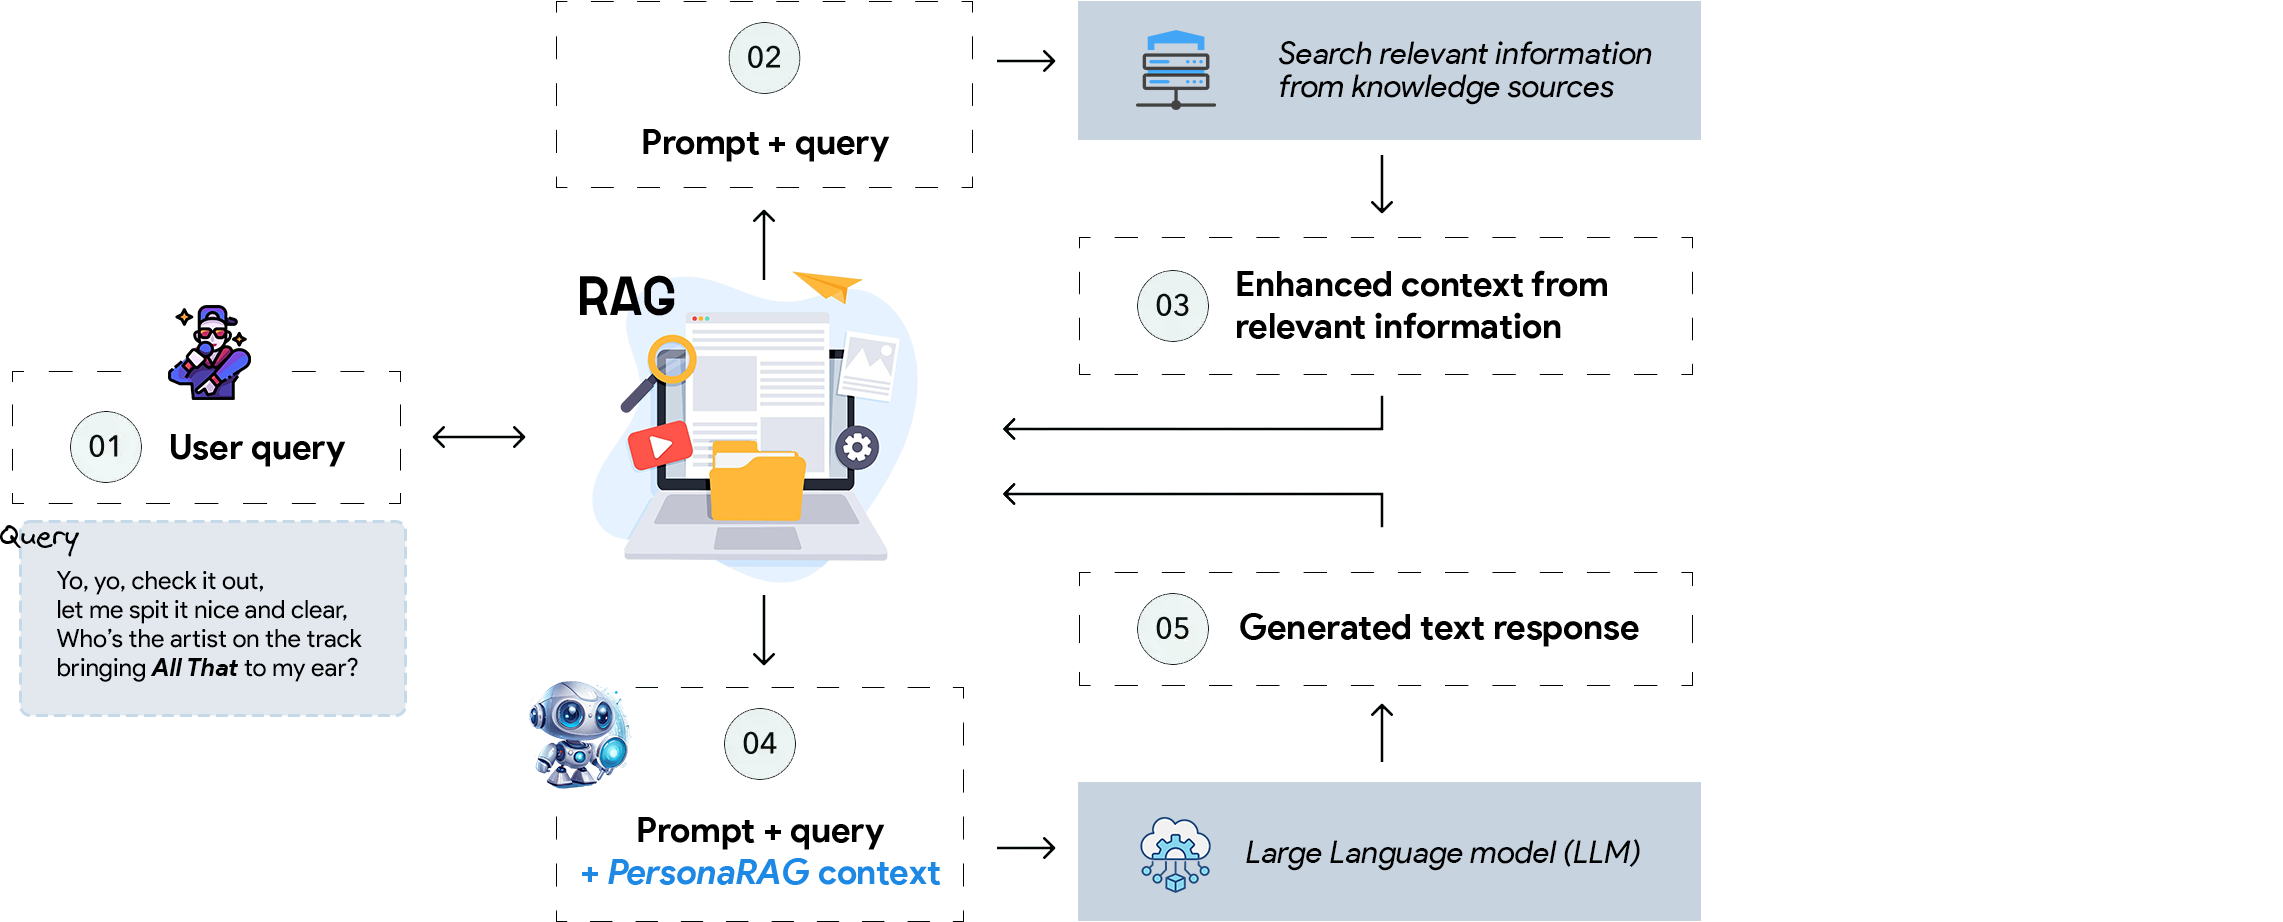 02
Prompt + query
Search relevant information
from knowledge sources
RAG
03
Enhanced context from
relevant information
01
User query
Query
Yo, yo, check it out,
let me spit it nice and clear,
Who’s the artist on the track
bringing All That to my ear?
04
Prompt + query
+ PersonaRAG context
05
Generated text response
Large Language model (LLM)